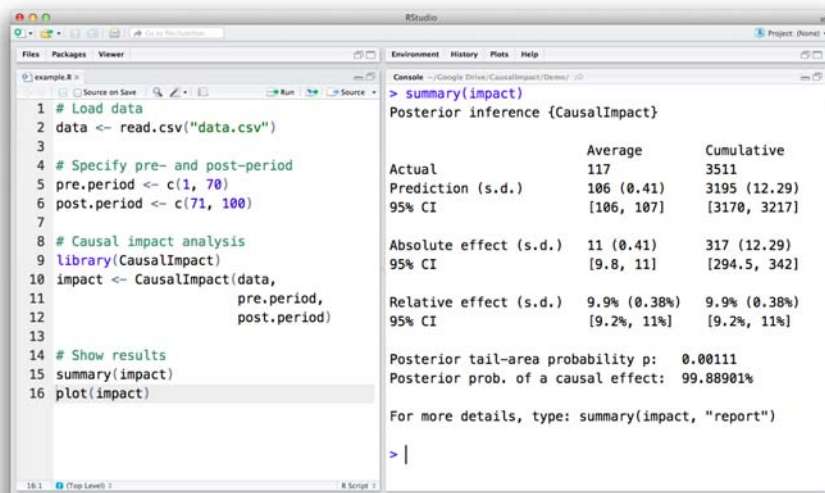 RStudio
Go to file/function
Project: (None)
Files Packages Viewer
Environment History Plots Help
example.R
Source on Save
Run
Source
1 # Load data
2 data <- read.csv("data.csv")
3
4 # Specify pre- and post-period
5 pre.period <- c(1, 70)
6 post.period <- c(71, 100)
7
8 # Causal impact analysis
9 library(CausalImpact)
10 impact <- CausalImpact(data,
11 pre.period,
12 post.period)
13
14 # Show results
15 summary(impact)
16 plot(impact)
16:1 (Top Level) R Script
Console ~/Google Drive/CausalImpact/Demo/
> summary(impact)
Posterior inference {CausalImpact}
Average Cumulative
Actual 117 3511
Prediction (s.d.) 106 (0.41) 3195 (12.29)
95% CI [106, 107] [3170, 3217]
Absolute effect (s.d.) 11 (0.41) 317 (12.29)
95% CI [9.8, 11] [294.5, 342]
Relative effect (s.d.) 9.9% (0.38%) 9.9% (0.38%)
95% CI [9.2%, 11%] [9.2%, 11%]
Posterior tail-area probability p: 0.00111
Posterior prob. of a causal effect: 99.88901%
For more details, type: summary(impact, "report")
>